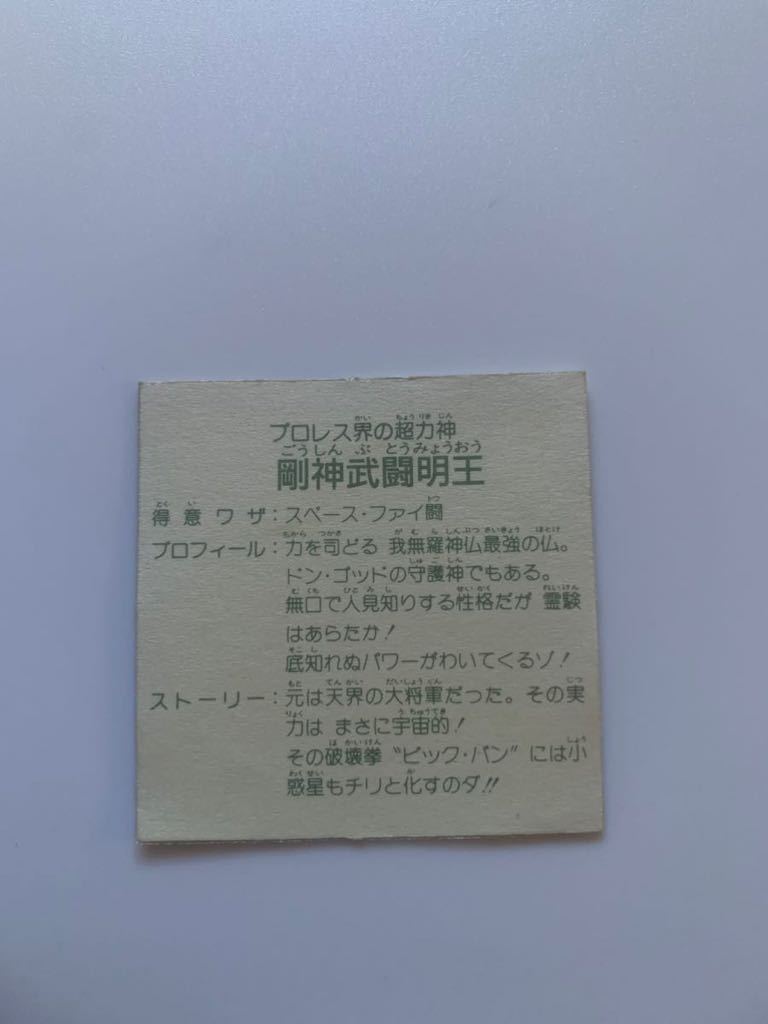 プロレス界の超力神
剛神武闘明王
得意ワザ：スペース・ファイ闘
プロフィール：力を司どる 我無羅神仏最強の仏。
ドン・ゴッドの守護神でもある。
無口で人見知りする性格だが 霊験
はあらたか！
底知れぬパワーがわいてくるゾ！
ストーリー：元は天界の大将軍だった。その実
力は まさに宇宙的！
その破壊拳“ビック・バン”には小
惑星もチリと化すのダ!!